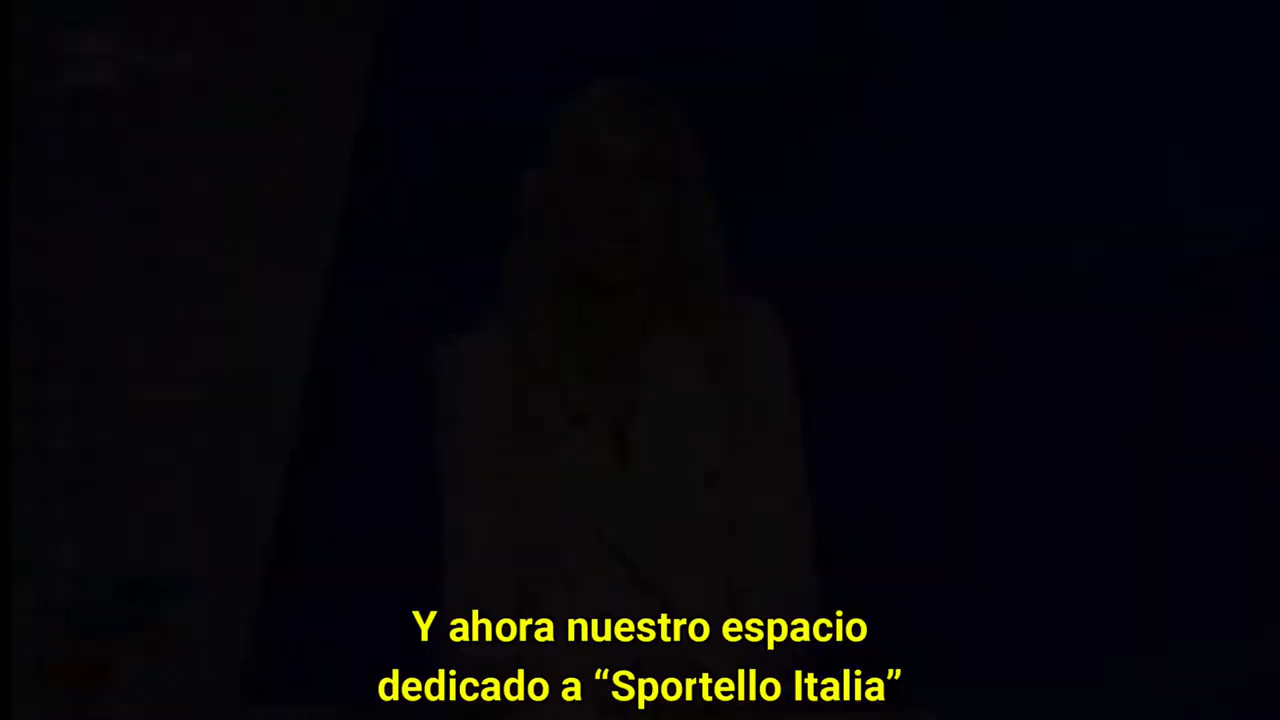 Y ahora nuestro espacio
dedicado a “Sportello Italia”